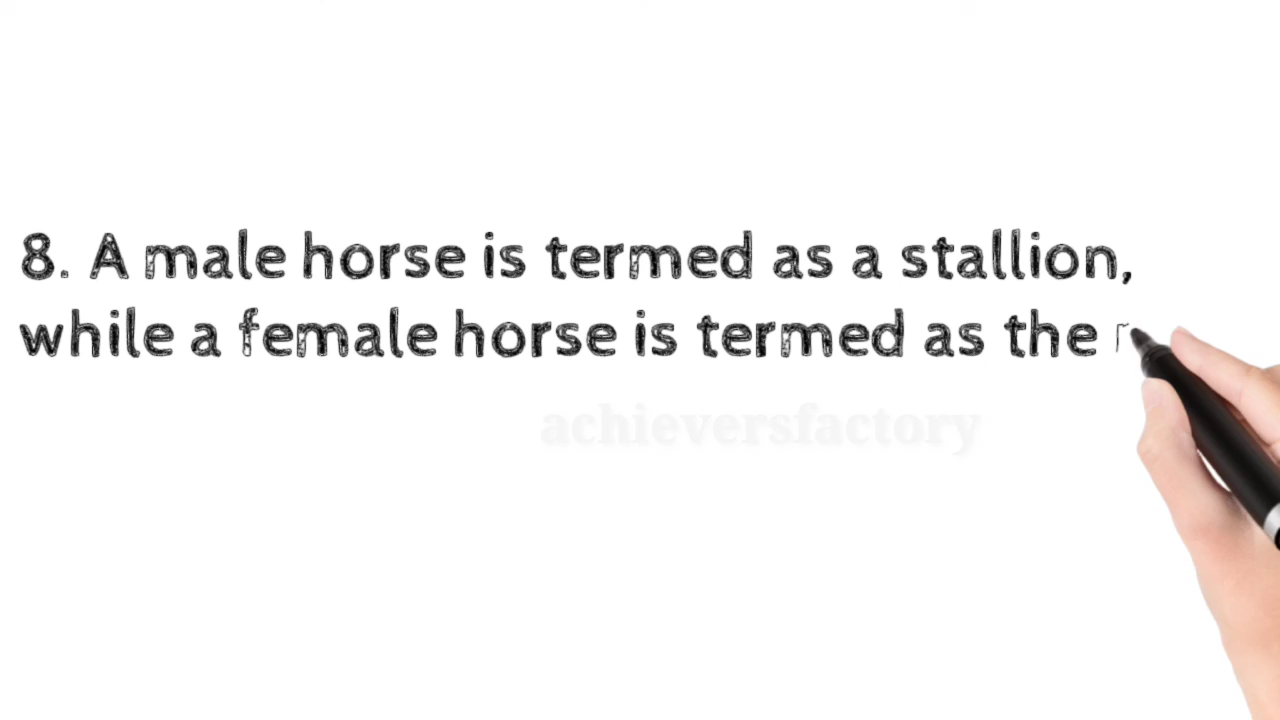 8. A male horse is termed as a stallion,
while a female horse is termed as the
achieversfactory